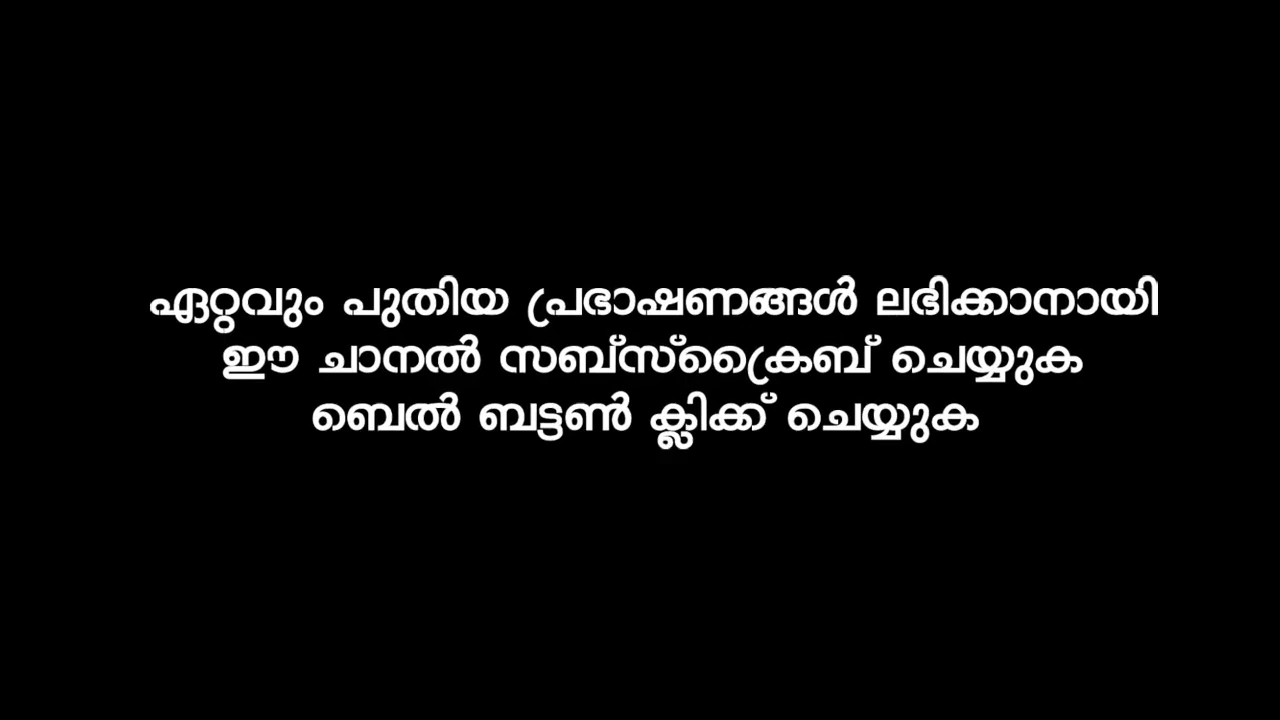 ഏറ്റവും പുതിയ പ്രഭാഷണങ്ങൾ ലഭിക്കാനായി
ഈ ചാനൽ സബ്സ്ക്രൈബ് ചെയ്യുക
ബെൽ ബട്ടൺ ക്ലിക്ക് ചെയ്യുക